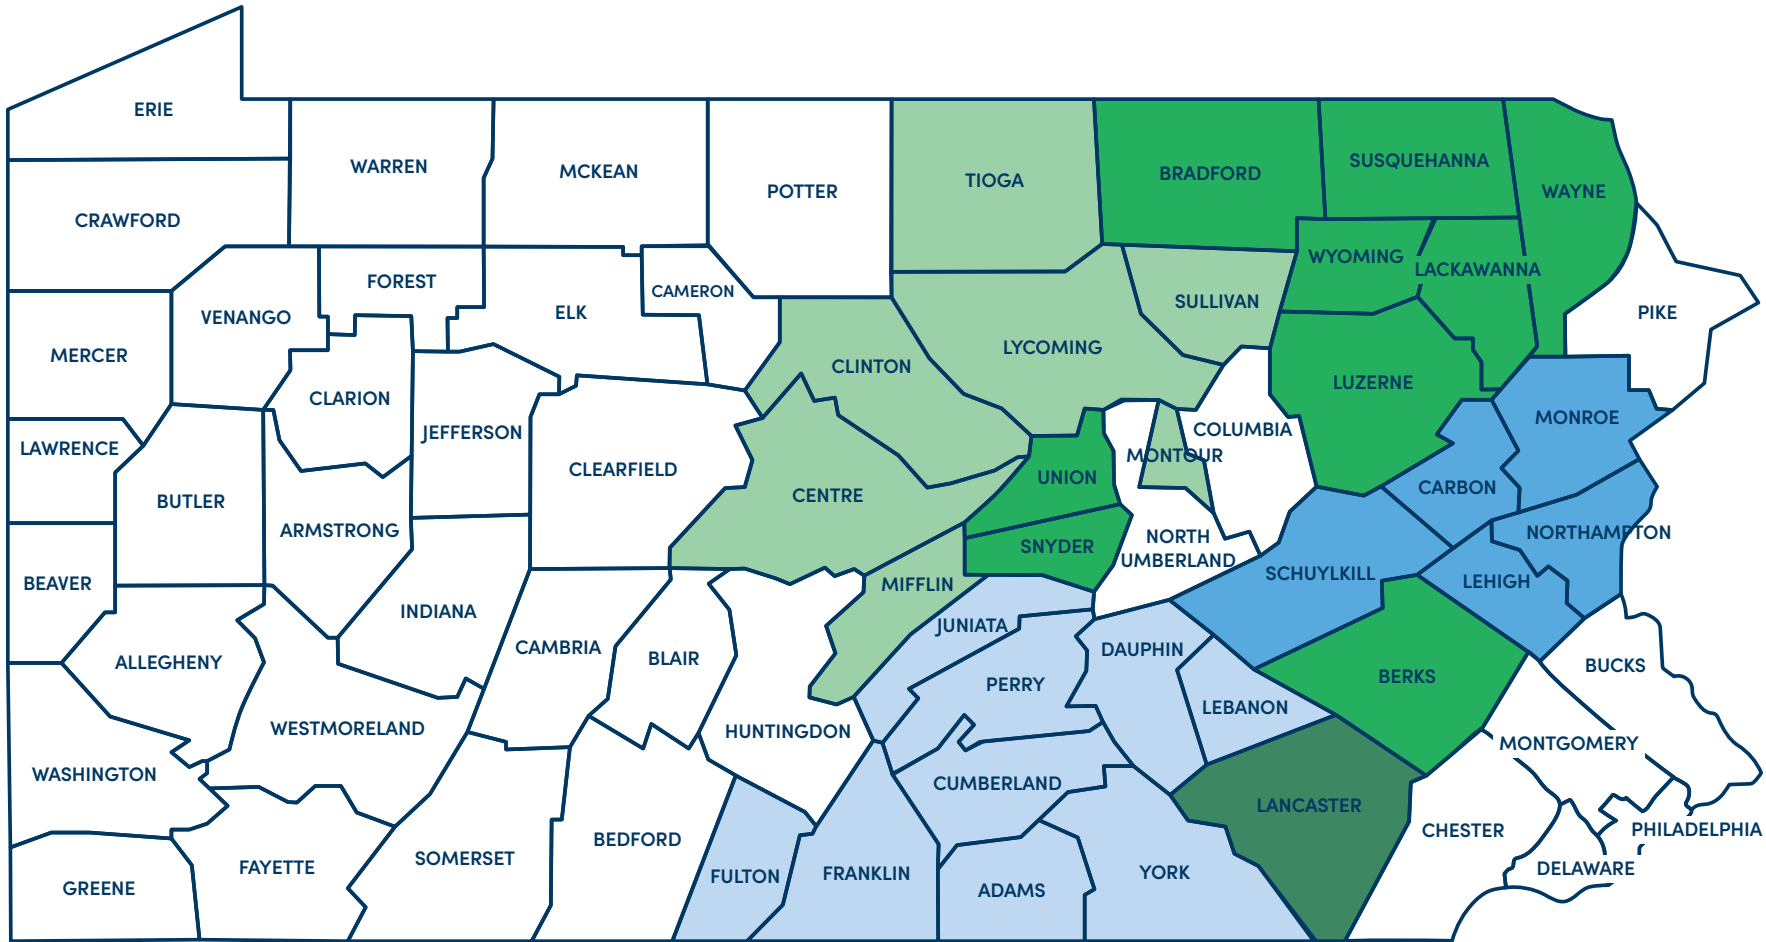 ERIE
WARREN
MCKEAN
POTTER
TIOGA
BRADFORD
SUSQUEHANNA
WAYNE
CRAWFORD
FOREST
ELK
CAMERON
WYOMING
LACKAWANNA
SULLIVAN
PIKE
VENANGO
MERCER
CLINTON
LYCOMING
LUZERNE
CLARION
JEFFERSON
COLUMBIA
MONROE
LAWRENCE
MONTOUR
CLEARFIELD
UNION
CARBON
BUTLER
CENTRE
ARMSTRONG
SNYDER
NORTH
UMBERLAND
NORTHAMPTON
BEAVER
MIFFLIN
SCHUYLKILL
LEHIGH
INDIANA
JUNIATA
ALLEGHENY
CAMBRIA
BLAIR
DAUPHIN
BUCKS
PERRY
BERKS
WESTMORELAND
HUNTINGDON
LEBANON
MONTGOMERY
WASHINGTON
CUMBERLAND
LANCASTER
CHESTER
PHILADELPHIA
BEDFORD
SOMERSET
FAYETTE
GREENE
FULTON
FRANKLIN
ADAMS
YORK
DELAWARE